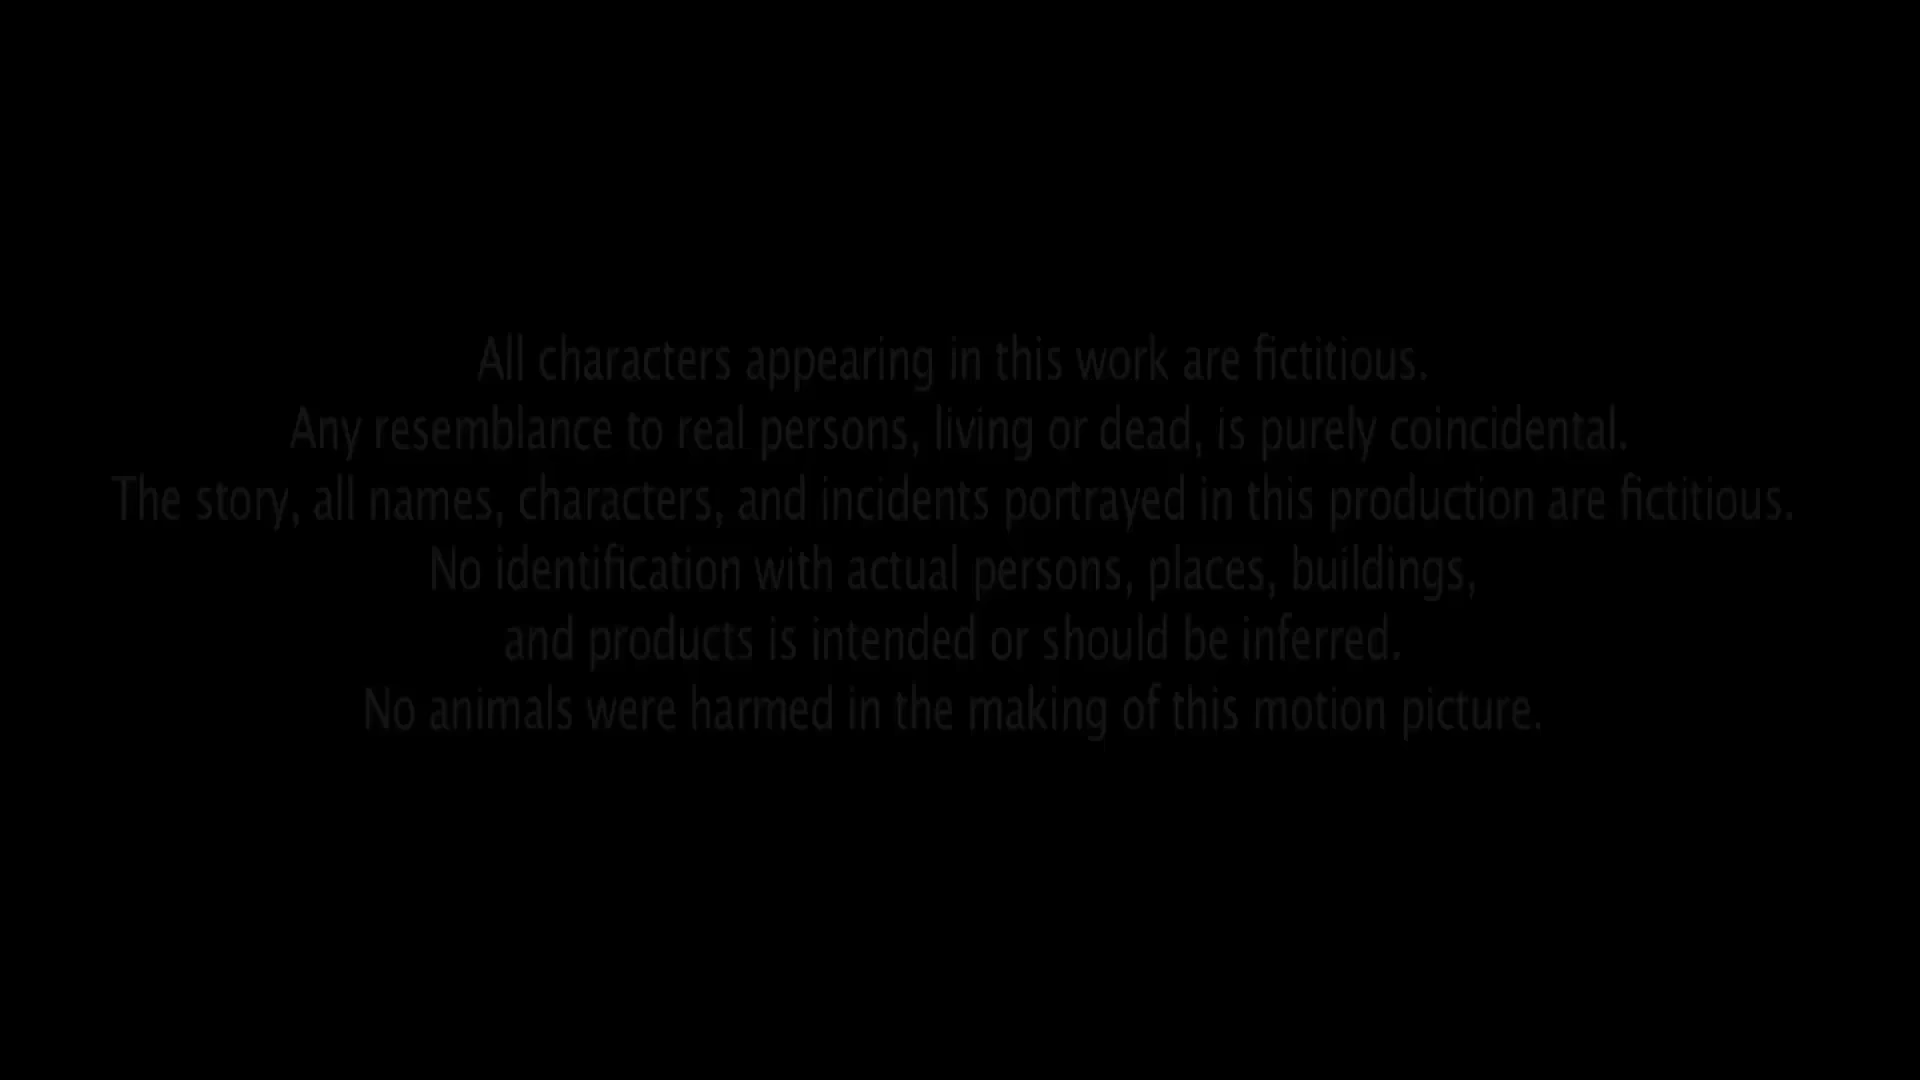 All characters appearing in this work are fictitious.
Any resemblance to real persons, living or dead, is purely coincidental.
The story, all names, characters, and incidents portrayed in this production are fictitious.
No identification with actual persons, places, buildings,
and products is intended or should be inferred.
No animals were harmed in the making of this motion picture.